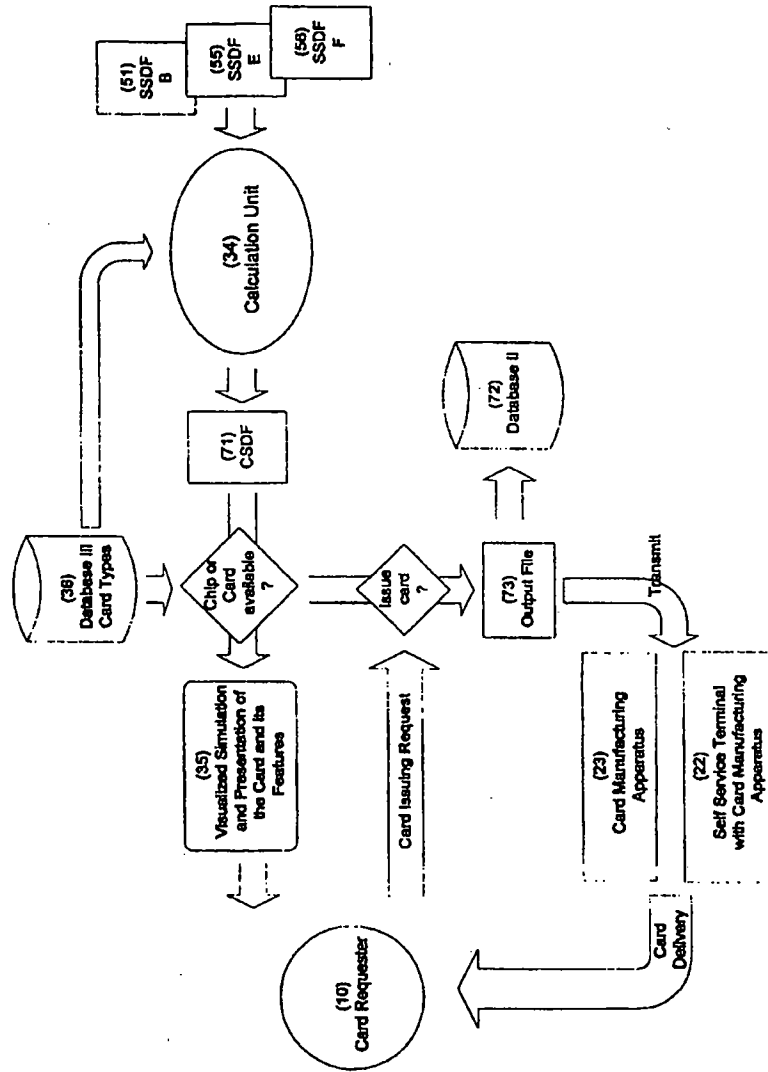 (51)
SSDF
B
(55)
SSDF
E
(56)
SSDF
F
(34)
Calculation Unit
(36)
Database III
Card Types
(71)
CSDF
Chip or
Card
available
?
(35)
Visualized Simulation
and Presentation of
the Card and its
Features
Issue
card
?
(72)
Database II
(73)
Output File
Transmit
Card Issuing Request
(10)
Card Requester
(23)
Card Manufacturing
Apparatus
(22)
Self Service Terminal
with Card Manufacturing
Apparatus
Card
Delivery